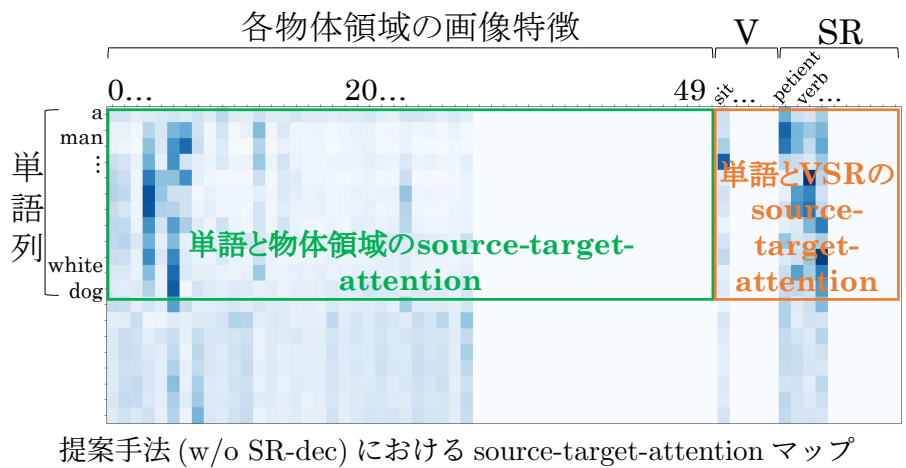 各物体領域の画像特徴 V SR
0... 20... 49 sit ... petient verb ...
単語列
a
man
⋮
white
dog
単語と物体領域のsource-target-
attention
単語とVSRの
source-
target-
attention
提案手法 (w/o SR-dec) における source-target-attention マップ